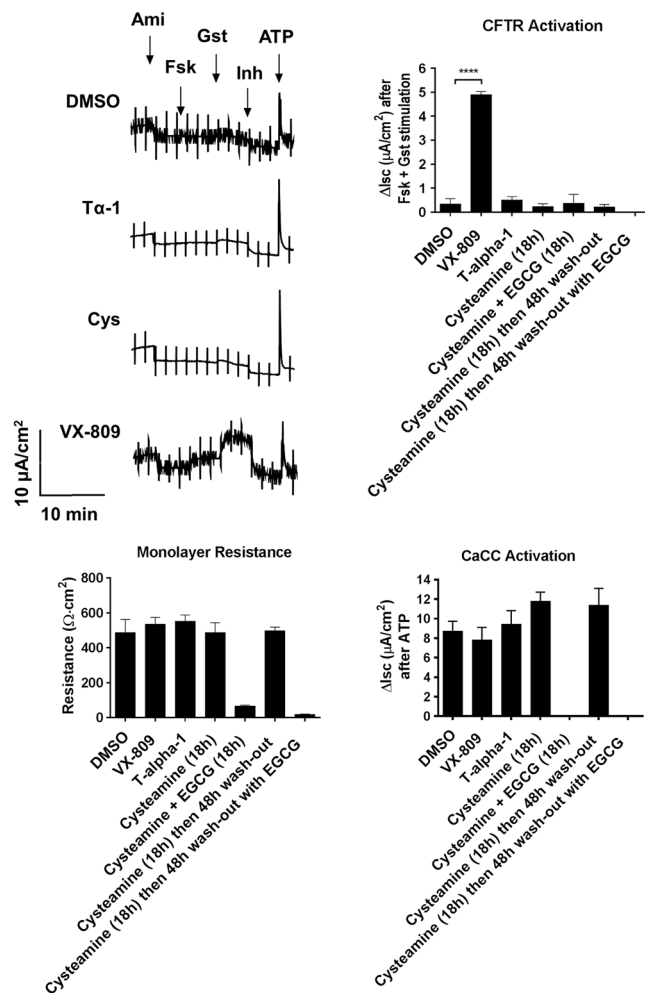 Ami
Gst
ATP
Fsk
Inh
DMSO
Tα-1
Cys
VX-809
10 µA/cm²
10 min
CFTR Activation
ΔIsc (µA/cm²) after
Fsk + Gst stimulation
6
5
4
3
2
1
0
****
DMSO
VX-809
T-alpha-1
Cysteamine (18h)
Cysteamine + EGCG (18h)
Cysteamine (18h) then 48h wash-out
Cysteamine (18h) then 48h wash-out with EGCG
Monolayer Resistance
Resistance (Ω·cm²)
800
600
400
200
0
DMSO
VX-809
T-alpha-1
Cysteamine (18h)
Cysteamine + EGCG (18h)
Cysteamine (18h) then 48h wash-out
Cysteamine (18h) then 48h wash-out with EGCG
CaCC Activation
ΔIsc (µA/cm²)
after ATP
14
12
10
8
6
4
2
0
DMSO
VX-809
T-alpha-1
Cysteamine (18h)
Cysteamine + EGCG (18h)
Cysteamine (18h) then 48h wash-out
Cysteamine (18h) then 48h wash-out with EGCG